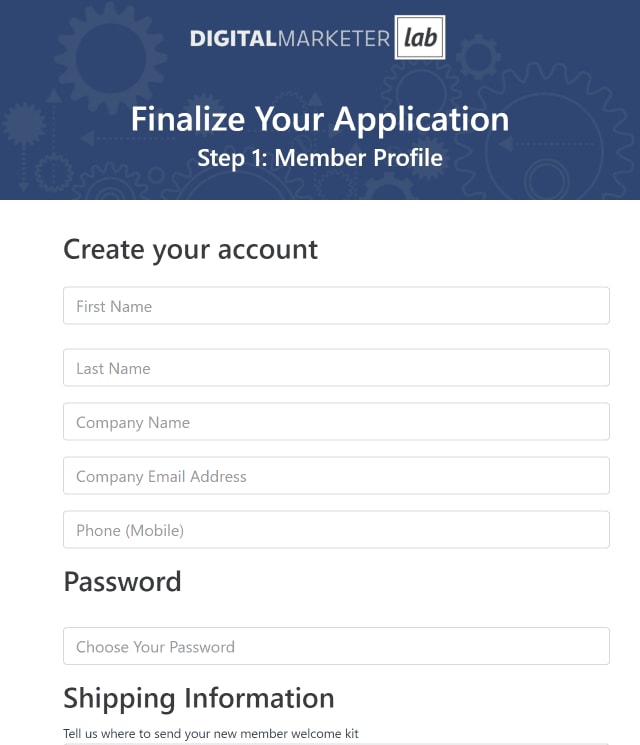 DIGITALMARKETER lab
Finalize Your Application
Step 1: Member Profile
Create your account
First Name
Last Name
Company Name
Company Email Address
Phone (Mobile)
Password
Choose Your Password
Shipping Information
Tell us where to send your new member welcome kit